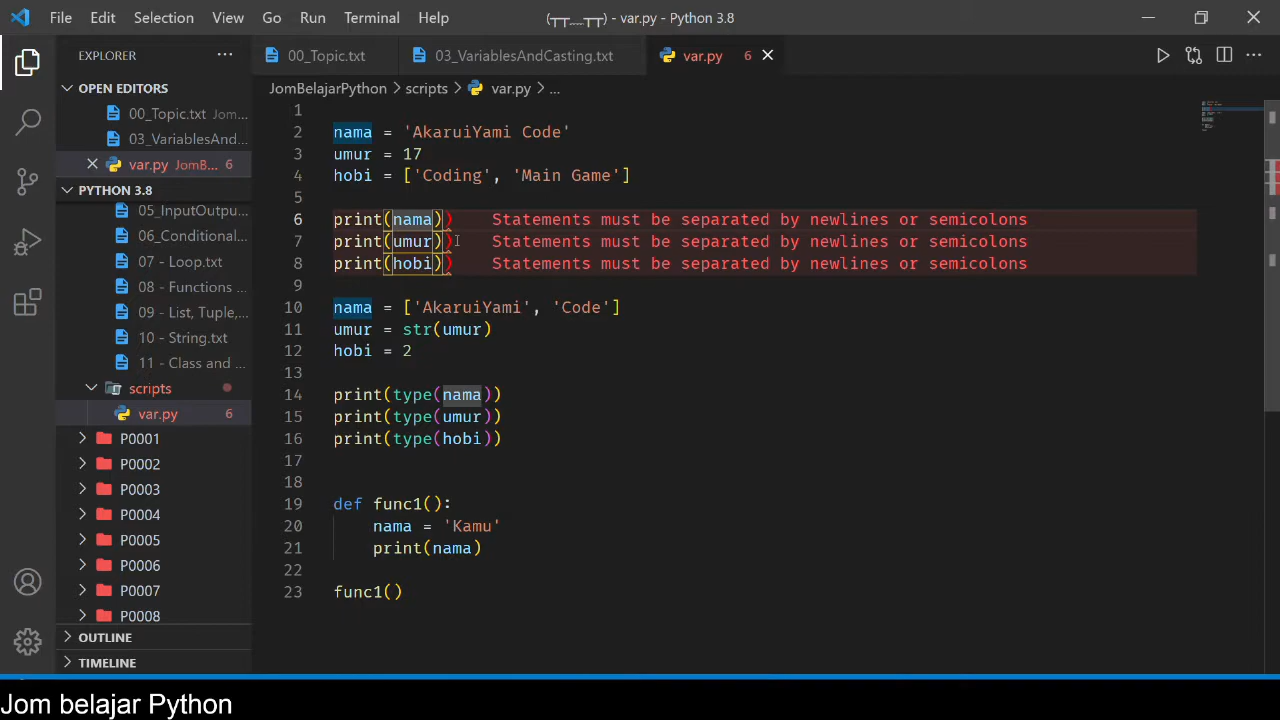 File Edit Selection View Go Run Terminal Help
(┬┬﹏┬┬) - var.py - Python 3.8
EXPLORER
00_Topic.txt
03_VariablesAndCasting.txt
var.py 6
OPEN EDITORS
00_Topic.txt JomB...
03_VariablesAnd...
var.py JomB... 6
PYTHON 3.8
05_InputOutpu...
06_Conditional...
07 - Loop.txt
08 - Functions ...
09 - List, Tuple,...
10 - String.txt
11 - Class and ...
scripts
var.py 6
P0001
P0002
P0003
P0004
P0005
P0006
P0007
P0008
OUTLINE
TIMELINE
JomBelajarPython > scripts > var.py > ...
1
2 nama = 'AkaruiYami Code'
3 umur = 17
4 hobi = ['Coding', 'Main Game']
5
6 print(nama)) Statements must be separated by newlines or semicolons
7 print(umur)) Statements must be separated by newlines or semicolons
8 print(hobi)) Statements must be separated by newlines or semicolons
9
10 nama = ['AkaruiYami', 'Code']
11 umur = str(umur)
12 hobi = 2
13
14 print(type(nama))
15 print(type(umur))
16 print(type(hobi))
17
18
19 def func1():
20 nama = 'Kamu'
21 print(nama)
22
23 func1()
Jom belajar Python